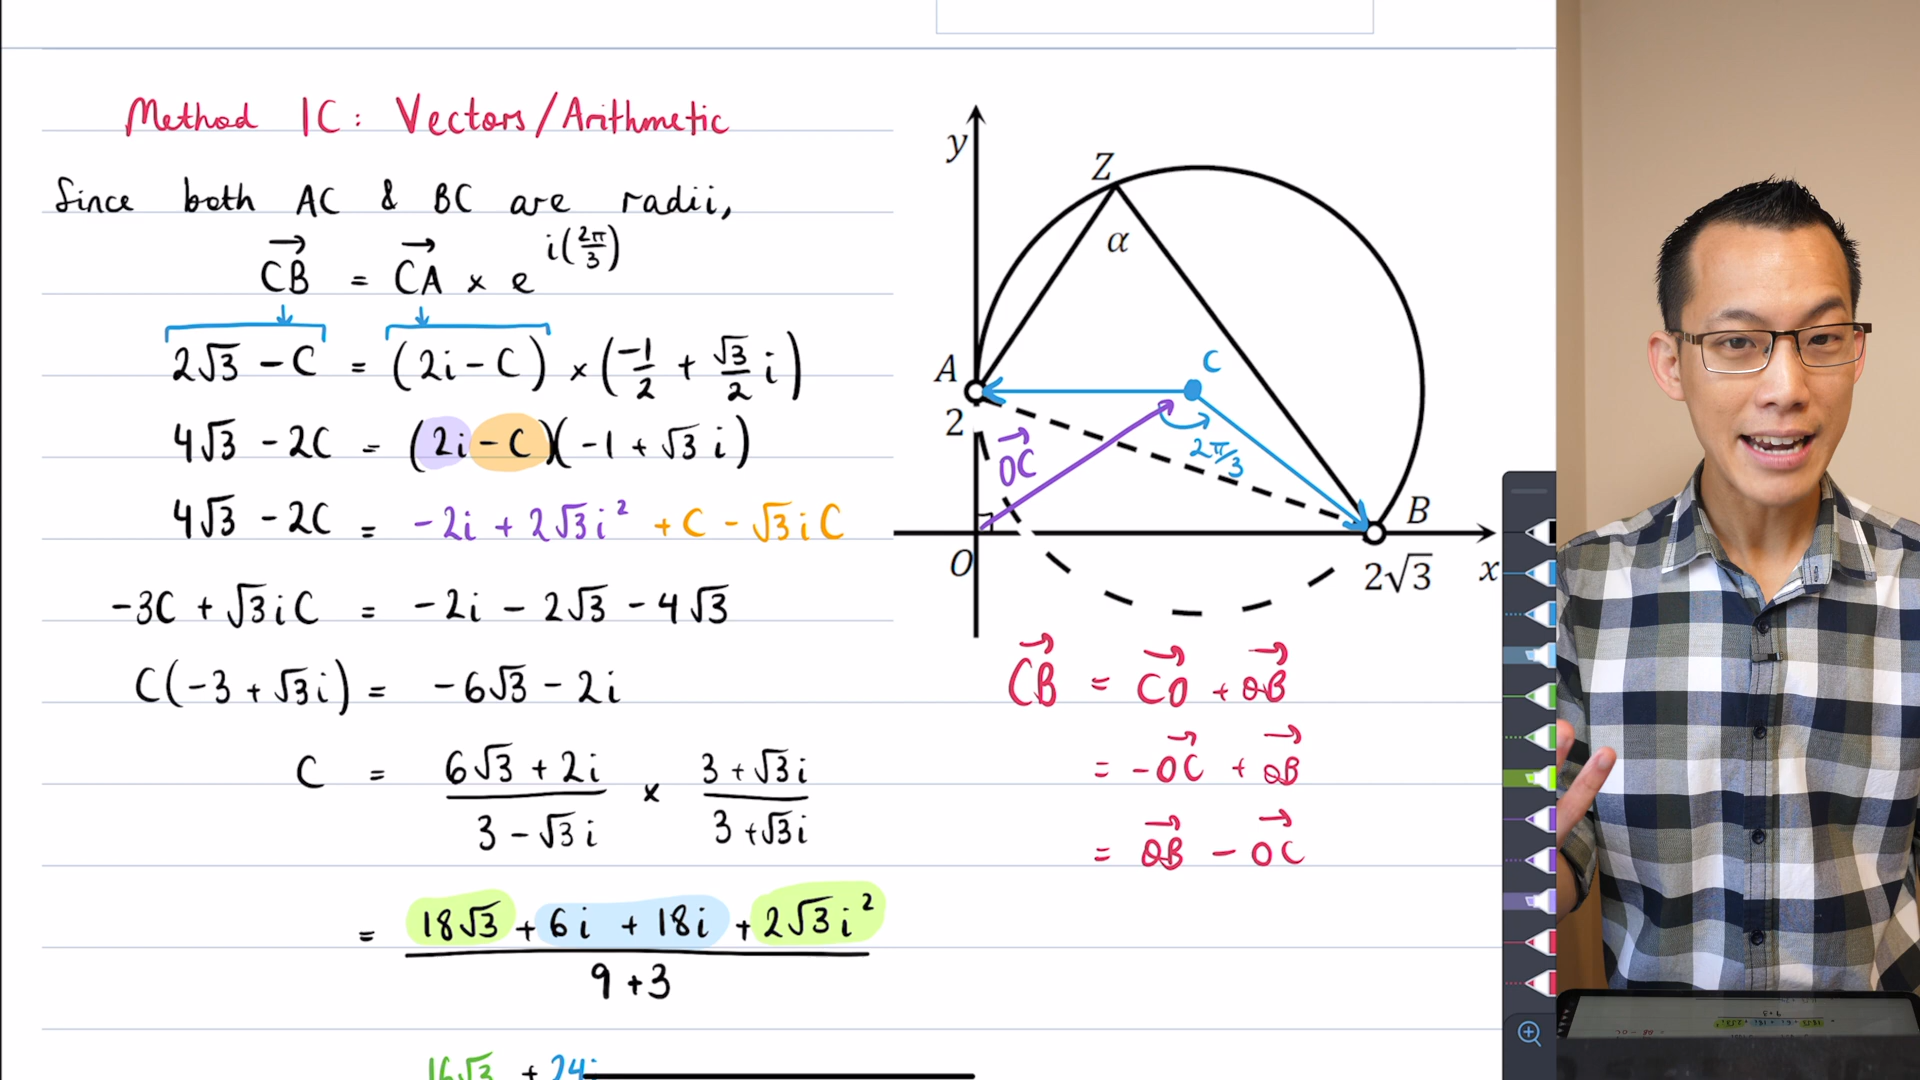 Method 1C: Vectors/Arithmetic
Since both AC & BC are radii,
→CB = →CA × e^{i(2π/3)}
2√3 - C = (2i - C) × (-1/2 + √3/2 i)
4√3 - 2C = (2i - C)(-1 + √3 i)
4√3 - 2C = -2i + 2√3i² + C - √3iC
-3C + √3iC = -2i - 2√3 - 4√3
C(-3 + √3i) = -6√3 - 2i
C = (6√3 + 2i)/(3 - √3i) × (3 + √3i)/(3 + √3i)
= (18√3 + 6i + 18i + 2√3i²)/(9 + 3)
16√3 + 24i
y
Z
α
C
A
2
→OC
2π/3
B
O
2√3
x
→CB = →CO + →OB
= -→OC + →OB
= →OB - →OC